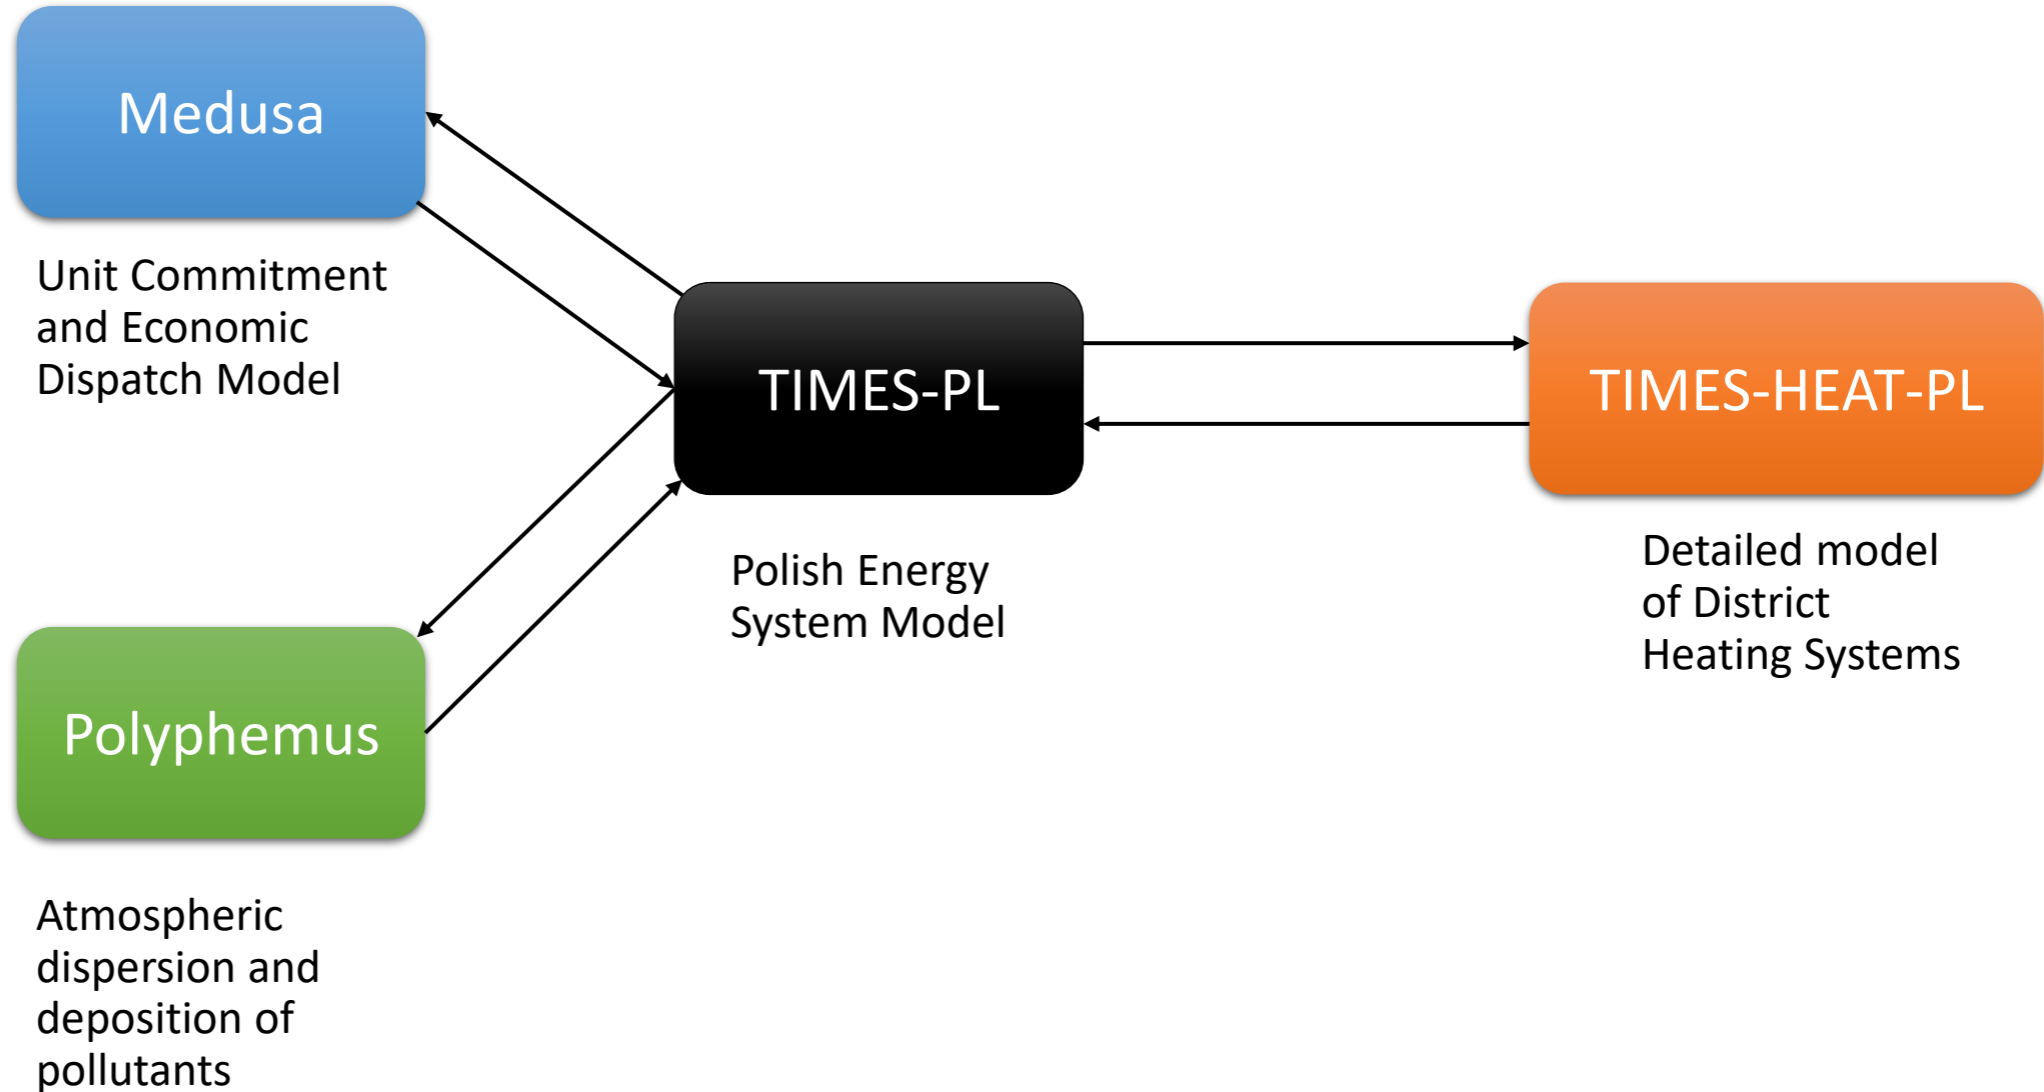 Medusa
Unit Commitment
and Economic
Dispatch Model
TIMES-PL
Polish Energy
System Model
TIMES-HEAT-PL
Detailed model
of District
Heating Systems
Polyphemus
Atmospheric
dispersion and
deposition of
pollutants